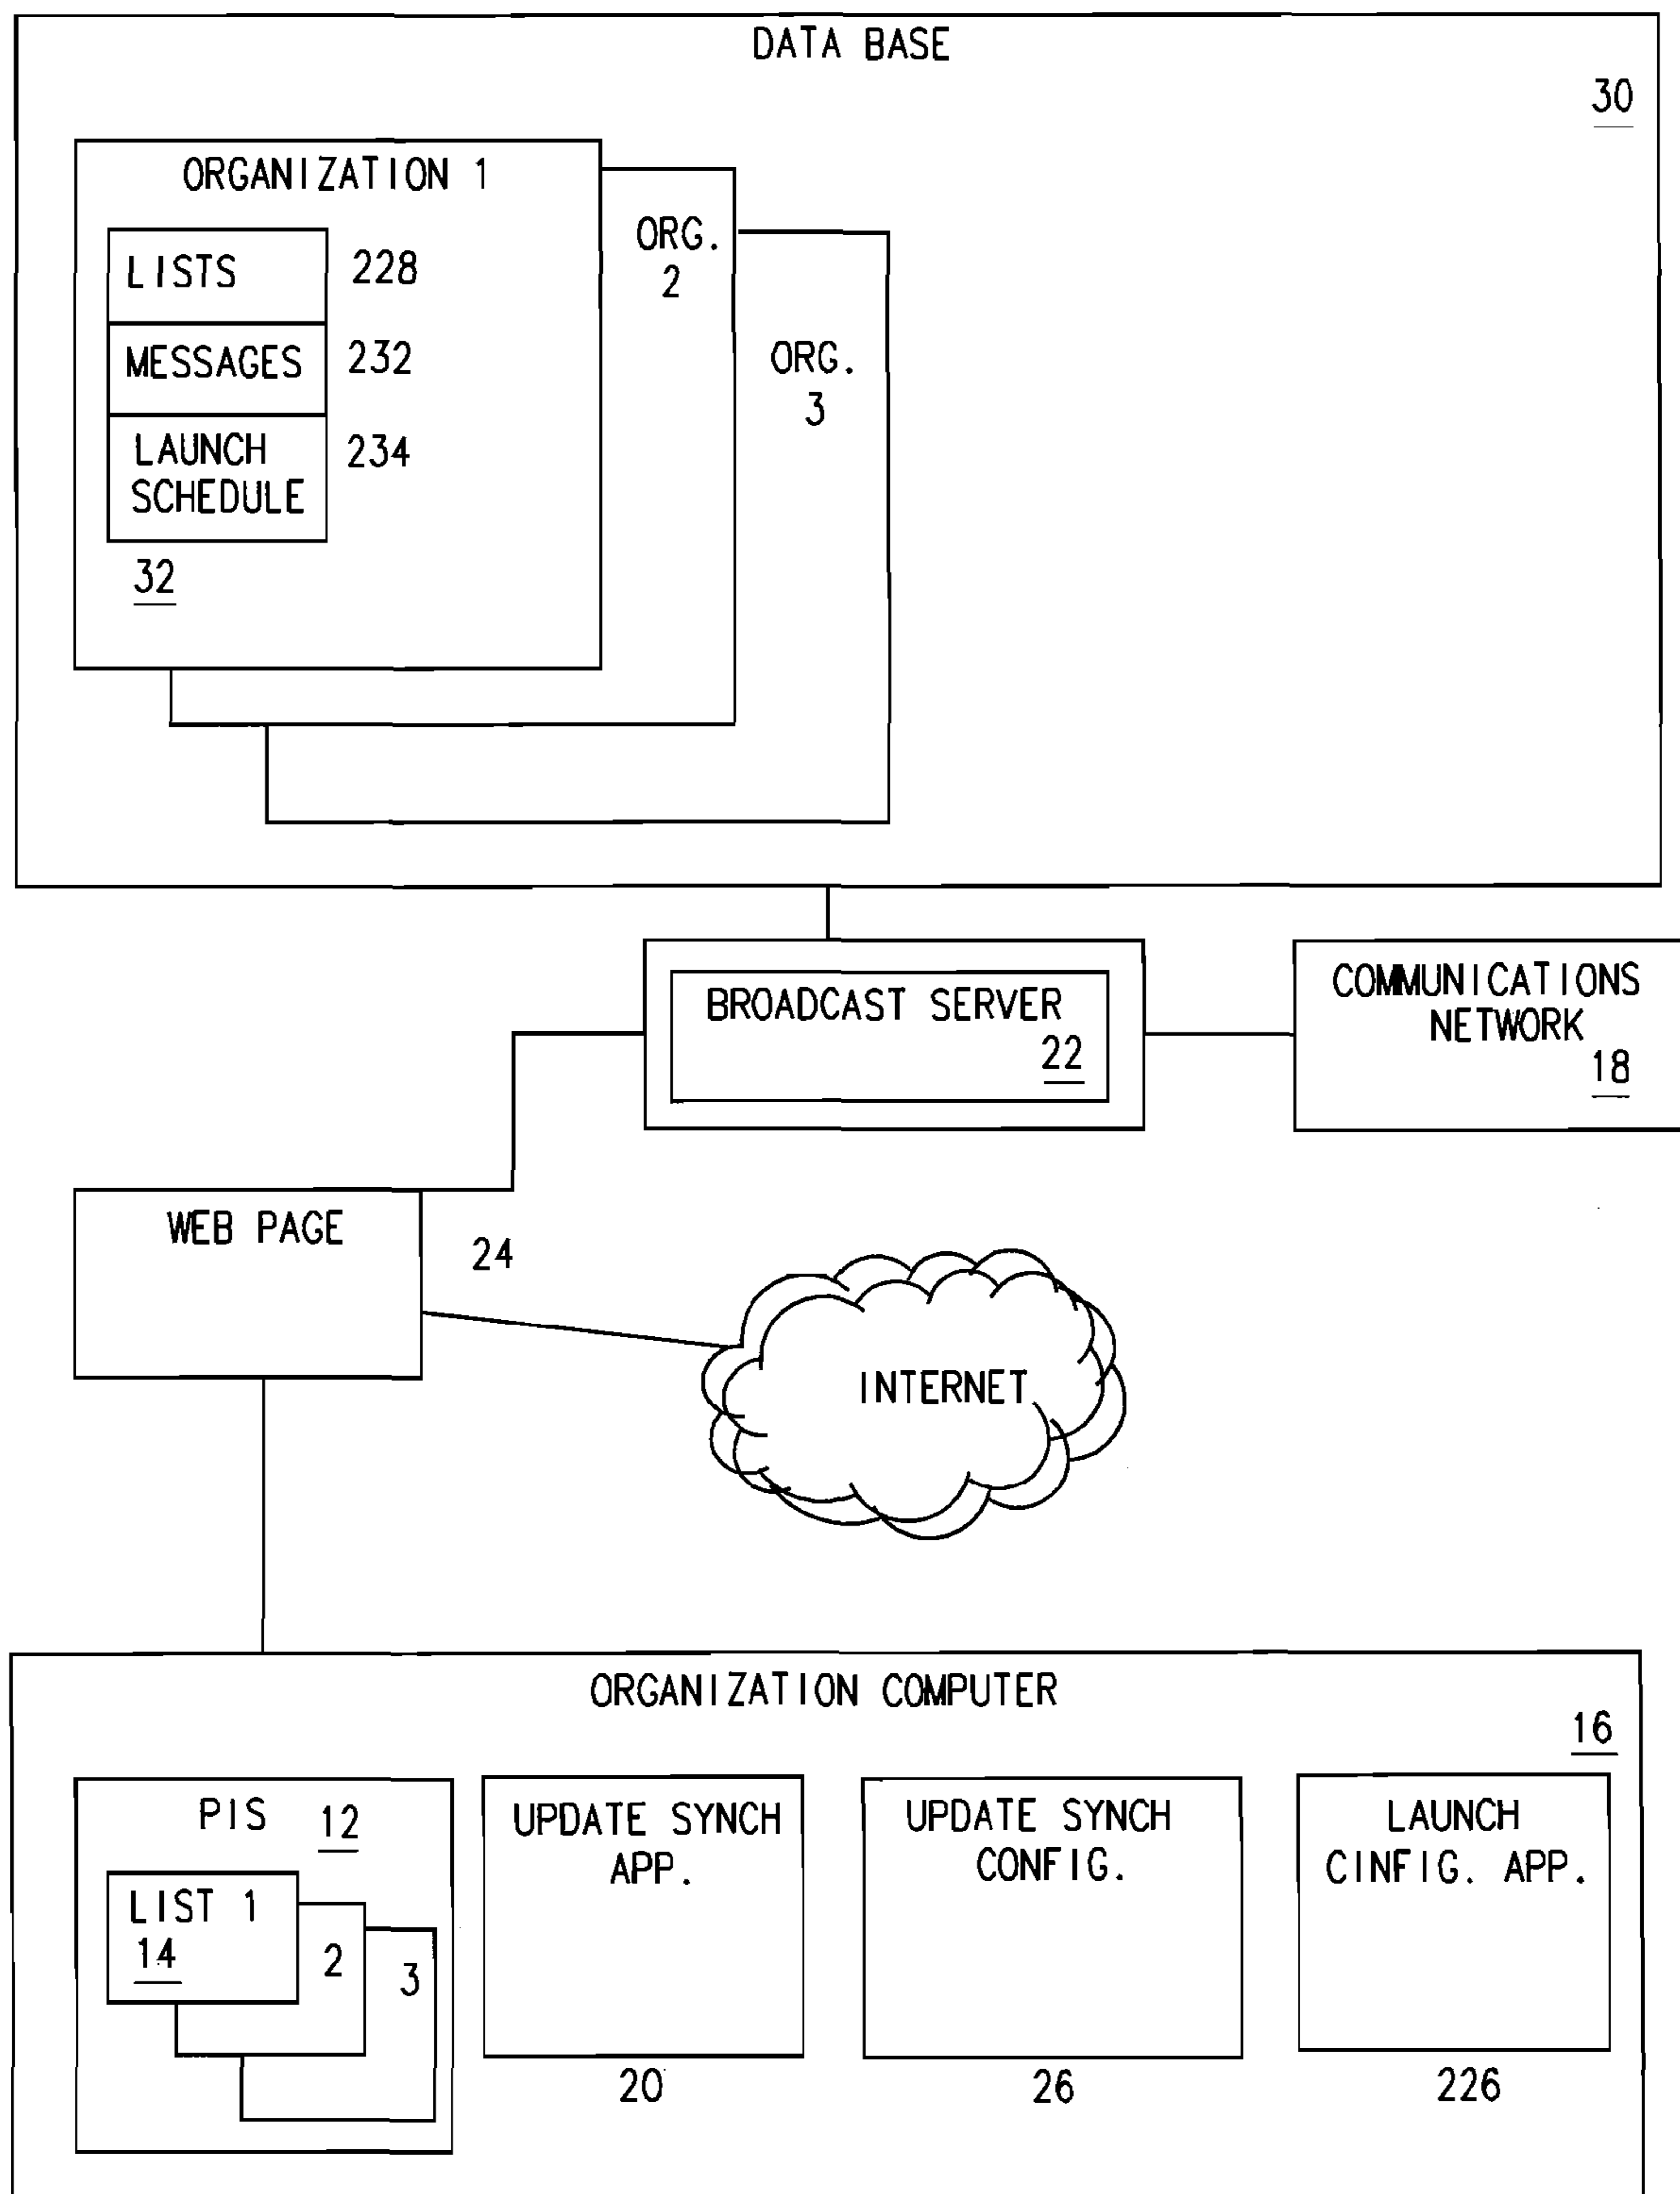 DATA BASE
30
ORGANIZATION 1
LISTS
228
MESSAGES
232
LAUNCH
SCHEDULE
234
32
ORG.
2
ORG.
3
BROADCAST SERVER
22
COMMUNICATIONS
NETWORK
18
WEB PAGE
24
INTERNET
ORGANIZATION COMPUTER
16
PIS
12
LIST 1
14
2
3
UPDATE SYNCH
APP.
20
UPDATE SYNCH
CONFIG.
26
LAUNCH
CINFIG. APP.
226